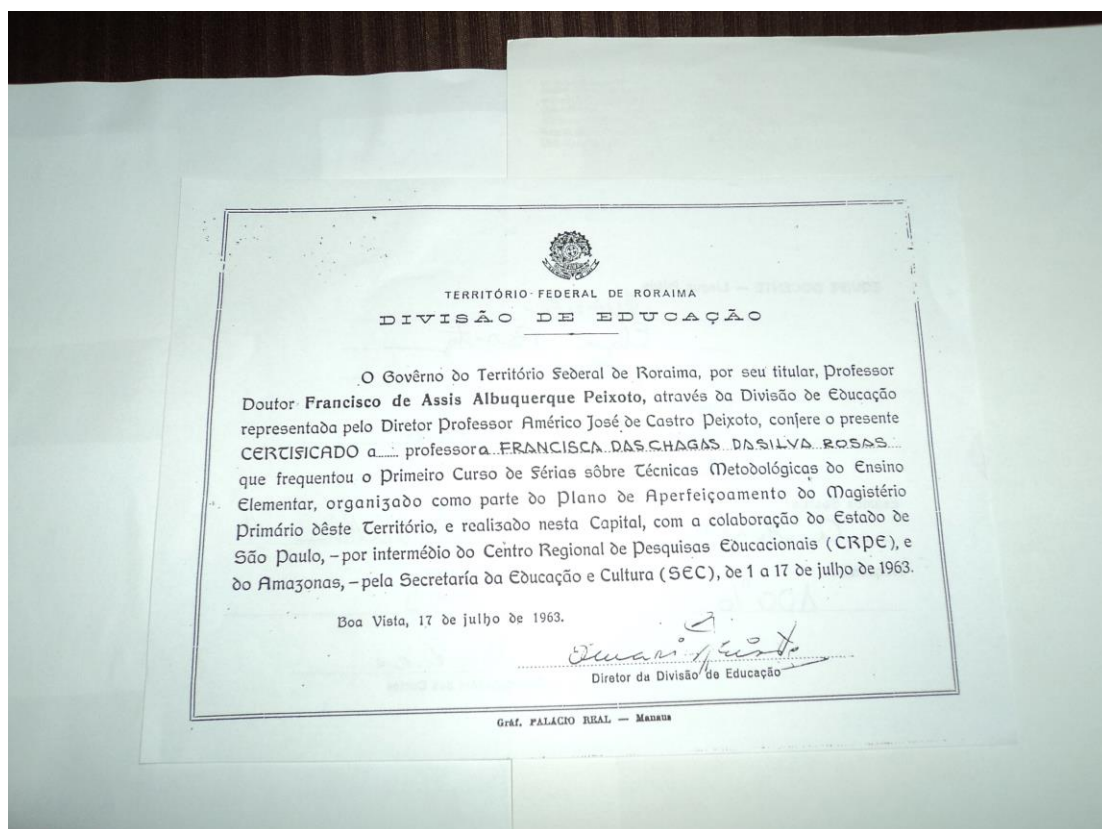 TERRITÓRIO FEDERAL DE RORAIMA
DIVISÃO DE EDUCAÇÃO
O Govêrno do Território Federal de Roraima, por seu titular, Professor
Doutor Francisco de Assis Albuquerque Peixoto, através da Divisão de Educação
representada pelo Diretor Professor Américo José de Castro Peixoto, confere o presente
CERTIFICADO a professora FRANCISCA DAS CHAGAS DA SILVA ROSAS
que frequentou o Primeiro Curso de Férias sôbre Técnicas Metodológicas do Ensino
Elementar, organizado como parte do Plano de Aperfeiçoamento do Magistério
Primário dêste Território, e realizado nesta Capital, com a colaboração do Estado de
São Paulo, – por intermédio do Centro Regional de Pesquisas Educacionais (CRPE), e
do Amazonas, – pela Secretaría da Educação e Cultura (SEC), de 1 a 17 de julho de 1963.
Boa Vista, 17 de julho de 1963.
Diretor da Divisão de Educação
Gráf. PALÁCIO REAL — Manaus